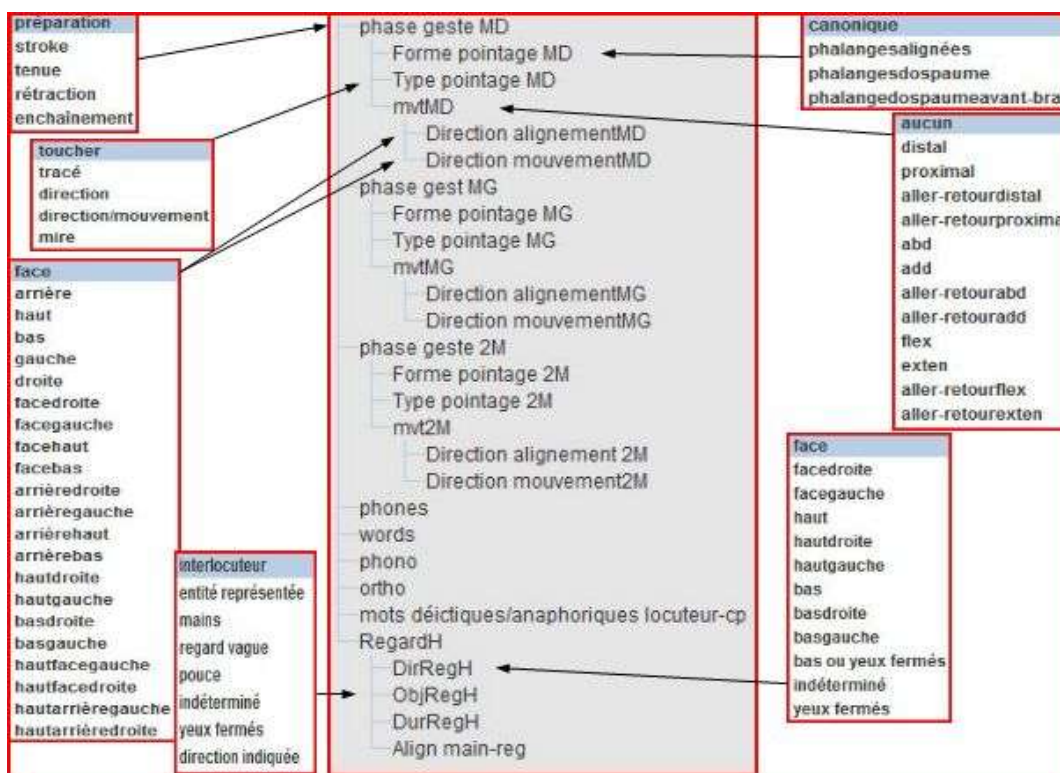 préparation
stroke
tenue
rétraction
enchaînement
toucher
tracé
direction
direction/mouvement
mire
face
arrière
haut
bas
gauche
droite
facedroite
facegauche
facehaut
facebas
arrièredroite
arrièregauche
arrièrehaut
arrièrebas
hautdroite
hautgauche
basdroite
basgauche
hautfacegauche
hautfacedroite
hautarrièregauche
hautarrièredroite
interlocuteur
entité représentée
mains
regard vague
pouce
indéterminé
yeux fermés
direction indiquée
phase geste MD
Forme pointage MD
Type pointage MD
mvtMD
Direction alignementMD
Direction mouvementMD
phase gest MG
Forme pointage MG
Type pointage MG
mvtMG
Direction alignementMG
Direction mouvementMG
phase geste 2M
Forme pointage 2M
Type pointage 2M
mvt2M
Direction alignement 2M
Direction mouvement2M
phones
words
phono
ortho
mots déictiques/anaphoriques locuteur-cp
RegardH
DirRegH
ObjRegH
DurRegH
Align main-reg
canonique
phalangesalignées
phalangesdospaume
phalangedospaumeavant-bra
aucun
distal
proximal
aller-retourdistal
aller-retourproxima
abd
add
aller-retourabd
aller-retouradd
flex
exten
aller-retourflex
aller-retourexten
face
facedroite
facegauche
haut
hautdroite
hautgauche
bas
basdroite
basgauche
bas ou yeux fermés
indéterminé
yeux fermés